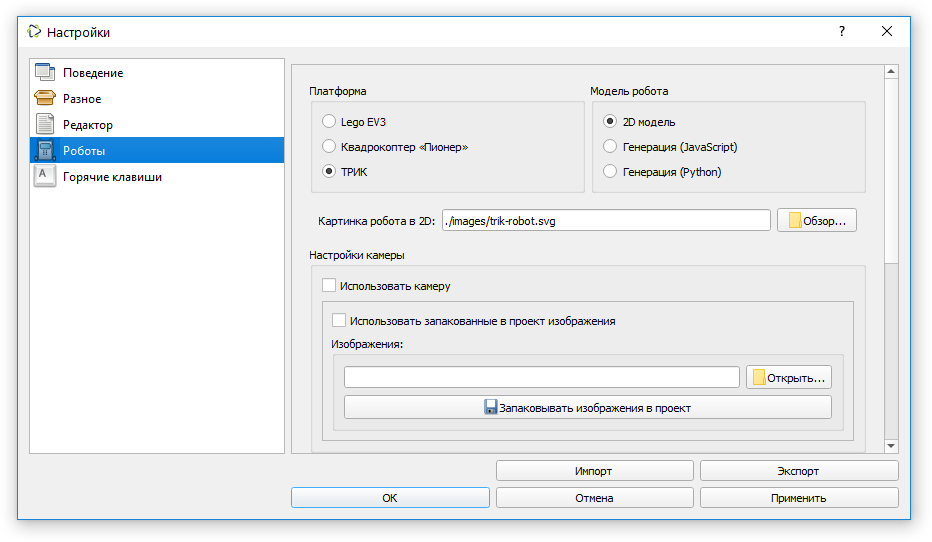 Настройки
?
Поведение
Разное
Редактор
Роботы
A
Горячие клавиши
Платформа
Lego EV3
Квадрокоптер «Пионер»
ТРИК
Модель робота
2D модель
Генерация (JavaScript)
Генерация (Python)
Картинка робота в 2D: ./images/trik-robot.svg Обзор...
Настройки камеры
Использовать камеру
Использовать запакованные в проект изображения
Изображения:
Открыть...
Запаковывать изображения в проект
Импорт Экспорт
ОК Отмена Применить